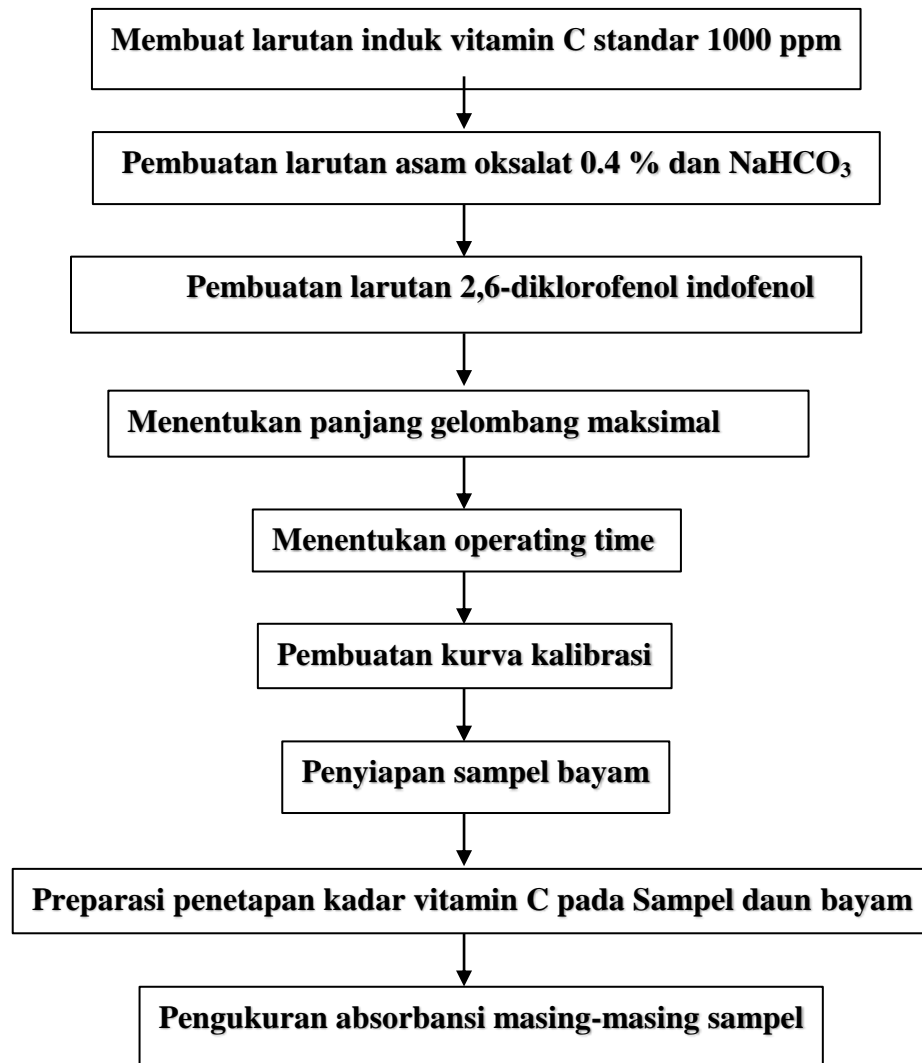 Membuat larutan induk vitamin C standar 1000 ppm
Pembuatan larutan asam oksalat 0.4 % dan NaHCO₃
Pembuatan larutan 2,6-diklorofenol indofenol
Menentukan panjang gelombang maksimal
Menentukan operating time
Pembuatan kurva kalibrasi
Penyiapan sampel bayam
Preparasi penetapan kadar vitamin C pada Sampel daun bayam
Pengukuran absorbansi masing-masing sampel